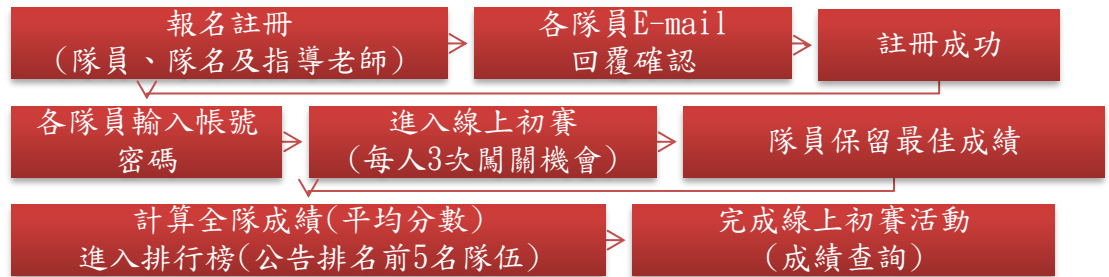 報名註冊
(隊員、隊名及指導老師)
各隊員E-mail
回覆確認
註冊成功
各隊員輸入帳號
密碼
進入線上初賽
(每人3次闖關機會)
隊員保留最佳成績
計算全隊成績(平均分數)
進入排行榜(公告排名前5名隊伍)
完成線上初賽活動
(成績查詢)